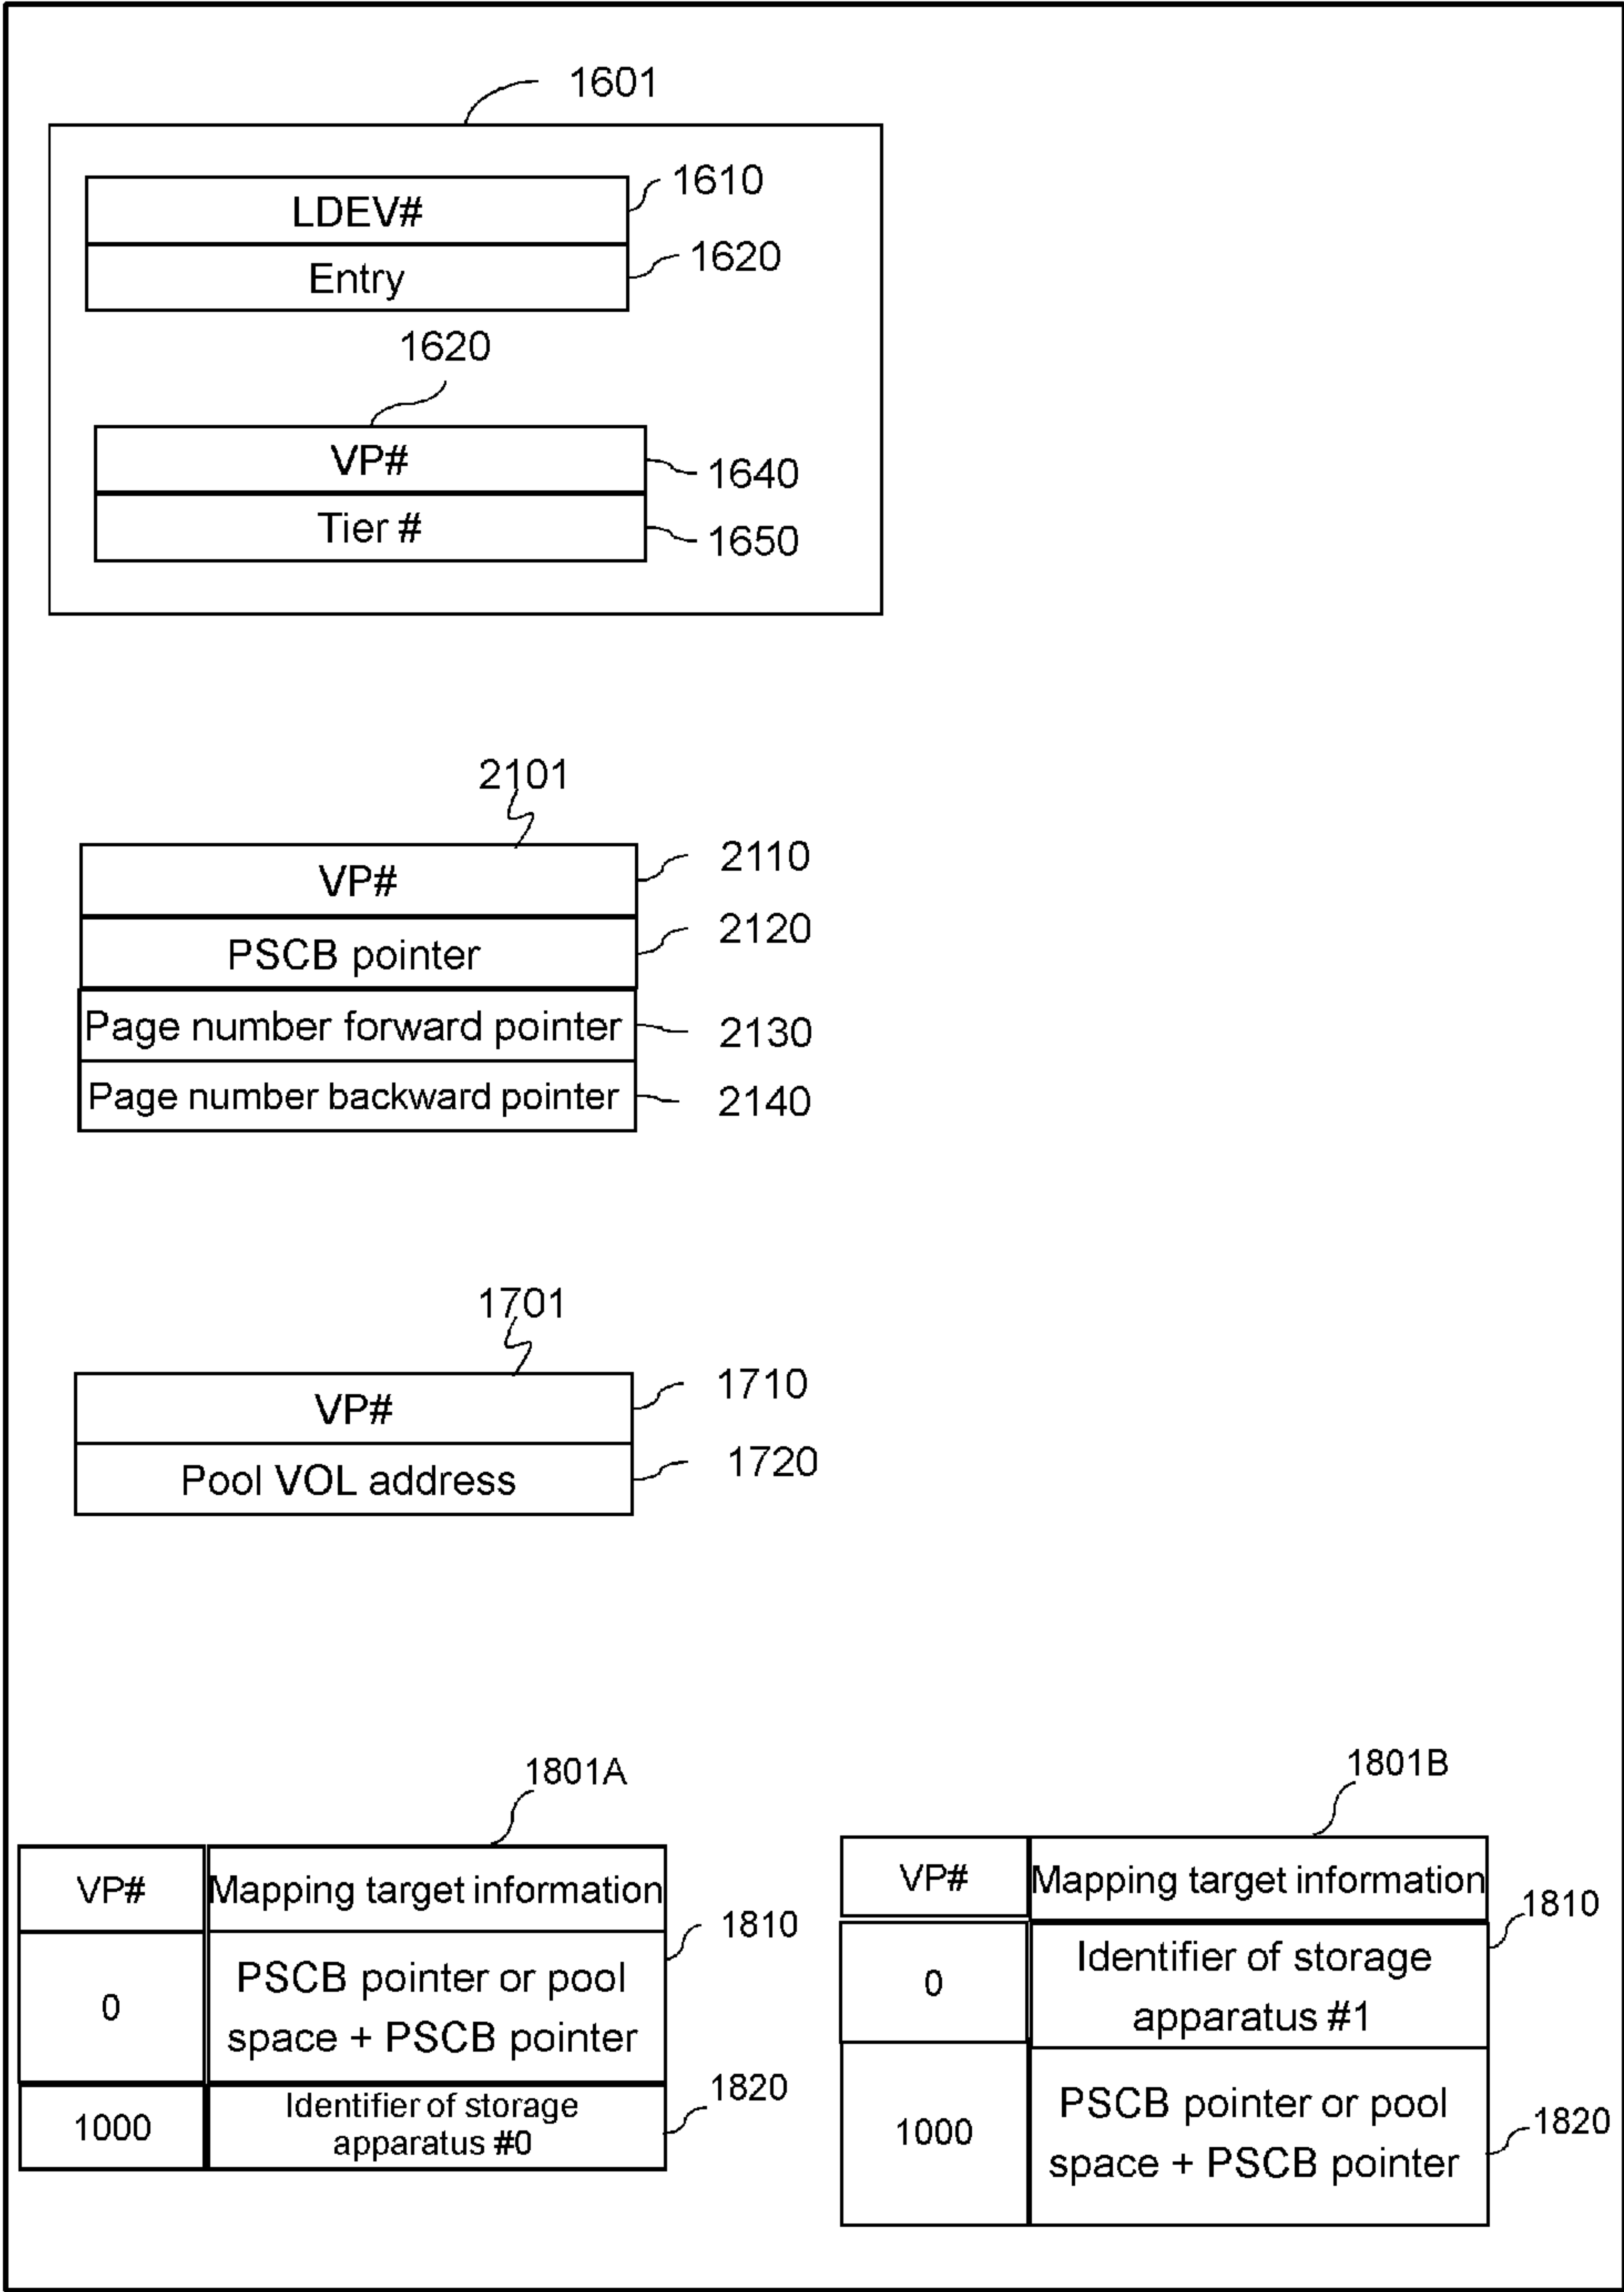 1601
LDEV#
1610
Entry
1620
1620
VP#
1640
Tier #
1650
2101
VP#
2110
PSCB pointer
2120
Page number forward pointer
2130
Page number backward pointer
2140
1701
VP#
1710
Pool VOL address
1720
1801A
VP#
Mapping target information
1810
0
PSCB pointer or pool
space + PSCB pointer
1820
1000
Identifier of storage
apparatus #0
1801B
VP#
Mapping target information
1810
0
Identifier of storage
apparatus #1
1000
PSCB pointer or pool
space + PSCB pointer
1820